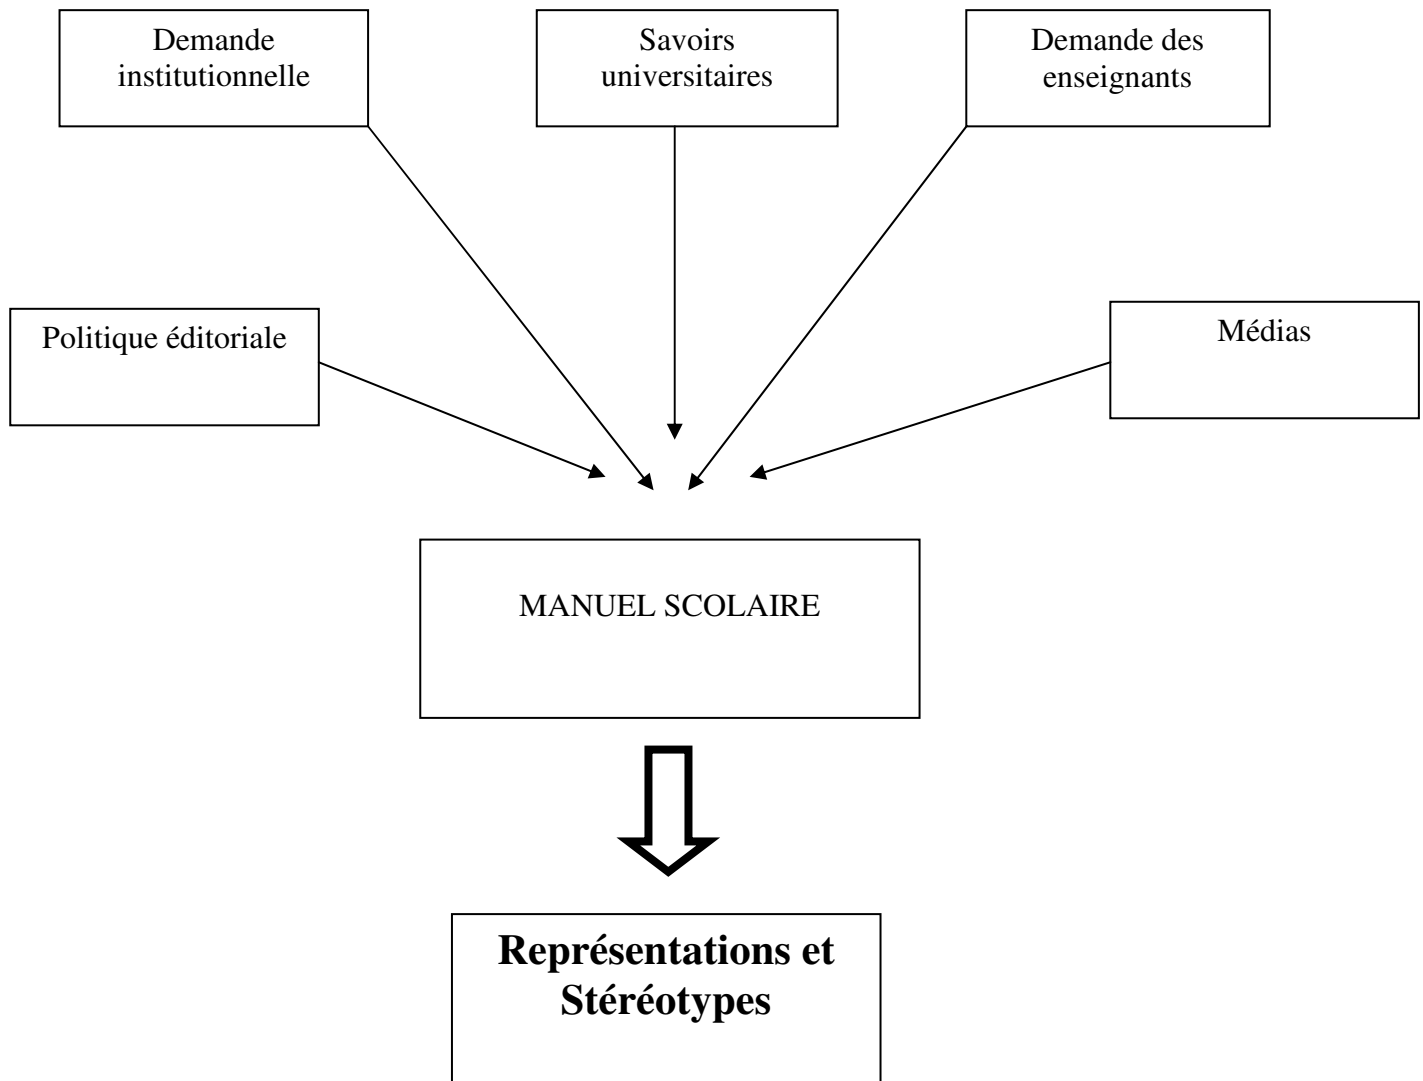 Demande
institutionnelle
Savoirs
universitaires
Demande des
enseignants
Politique éditoriale
Médias
MANUEL SCOLAIRE
Représentations et
Stéréotypes